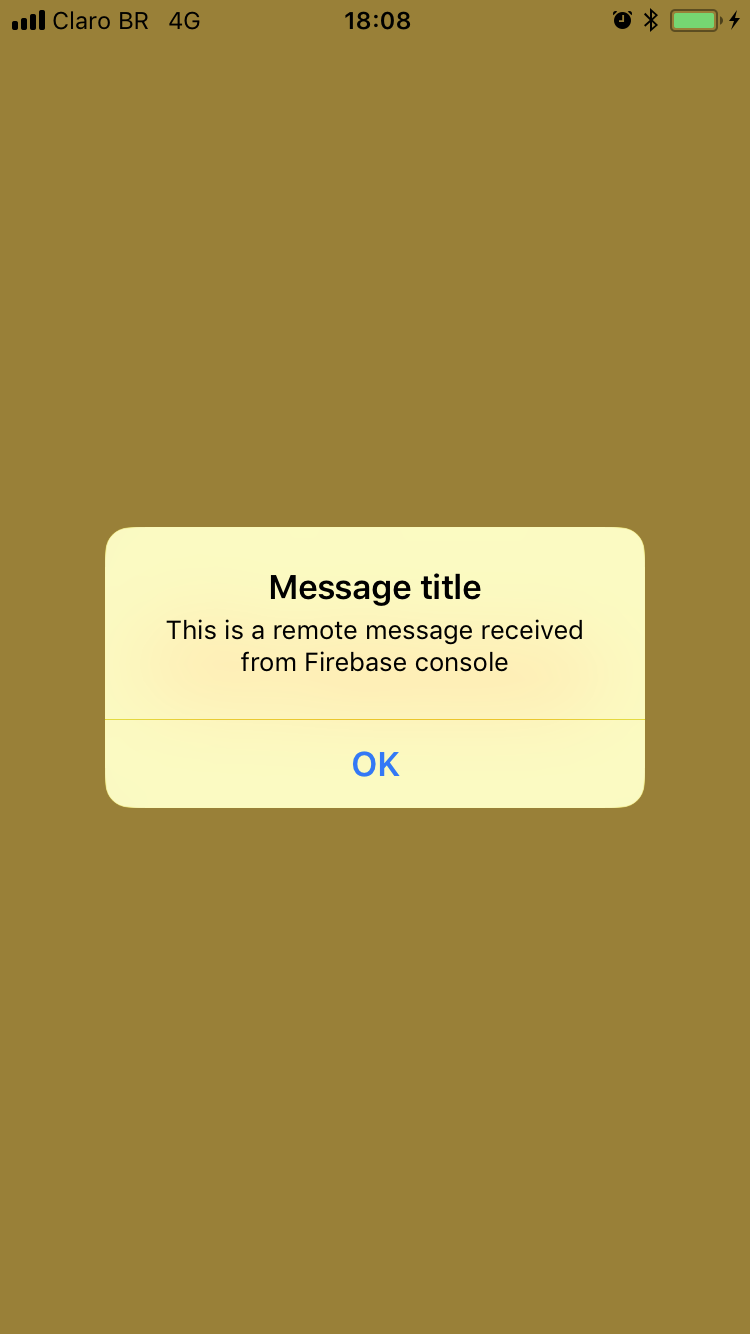 Claro BR 4G 18:08
Message title
This is a remote message received
from Firebase console
OK